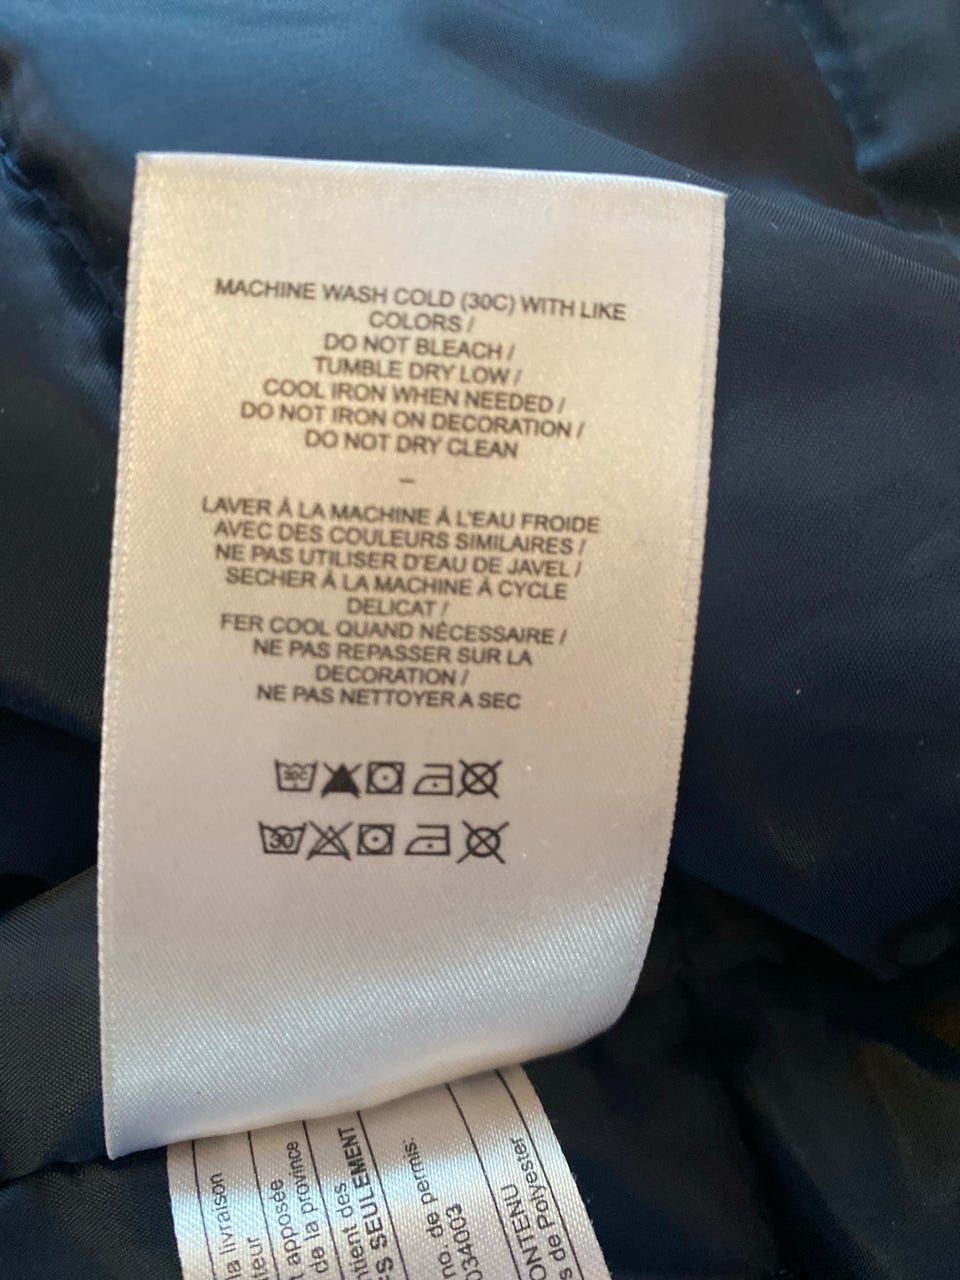 MACHINE WASH COLD (30C) WITH LIKE
COLORS /
DO NOT BLEACH /
TUMBLE DRY LOW /
COOL IRON WHEN NEEDED /
DO NOT IRON ON DECORATION /
DO NOT DRY CLEAN
–
LAVER À LA MACHINE À L'EAU FROIDE
AVEC DES COULEURS SIMILAIRES /
NE PAS UTILISER D'EAU DE JAVEL /
SECHER À LA MACHINE À CYCLE
DELICAT /
FER COOL QUAND NÉCESSAIRE /
NE PAS REPASSER SUR LA
DECORATION /
NE PAS NETTOYER A SEC
30C
30
la livraison
apposée
de la province
des
SEULEMENT
no. de permis:
034003
de Polyester